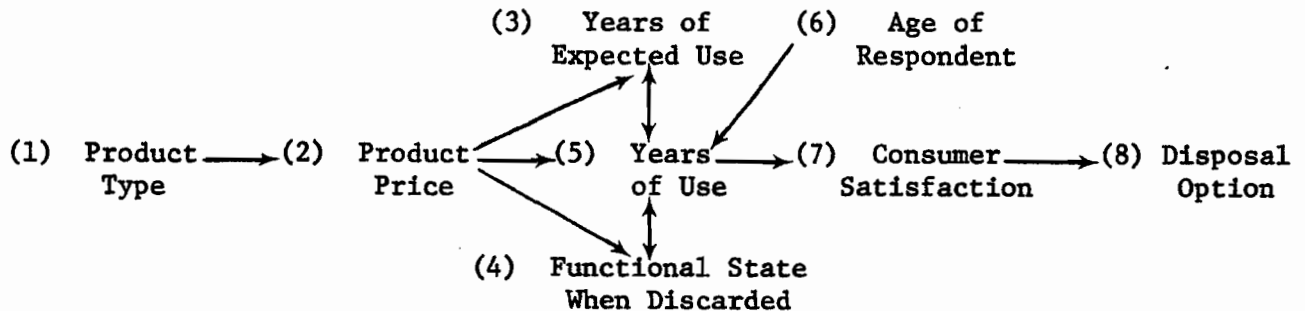 (3) Years of Expected Use
(6) Age of Respondent
(1) Product Type
(2) Product Price
(5) Years of Use
(7) Consumer Satisfaction
(8) Disposal Option
(4) Functional State When Discarded